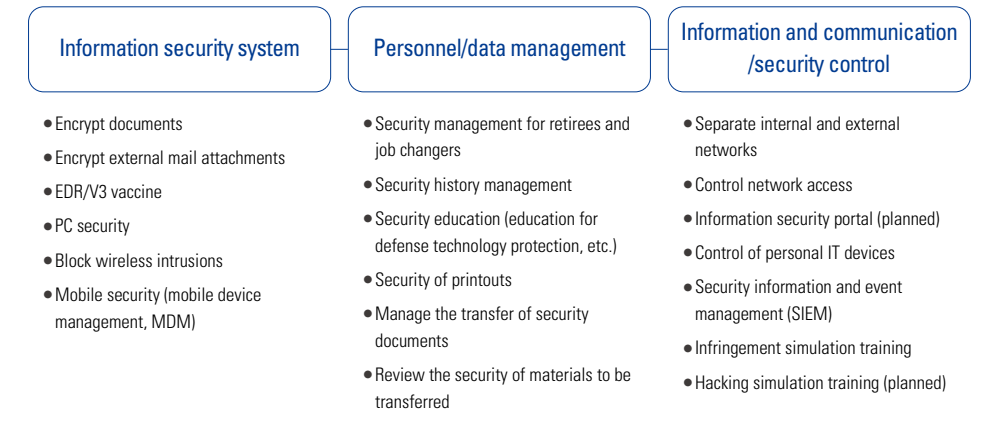 Information security system
• Encrypt documents
• Encrypt external mail attachments
• EDR/V3 vaccine
• PC security
• Block wireless intrusions
• Mobile security (mobile device
management, MDM)
Personnel/data management
• Security management for retirees and
job changers
• Security history management
• Security education (education for
defense technology protection, etc.)
• Security of printouts
• Manage the transfer of security
documents
• Review the security of materials to be
transferred
Information and communication
/security control
• Separate internal and external
networks
• Control network access
• Information security portal (planned)
• Control of personal IT devices
• Security information and event
management (SIEM)
• Infringement simulation training
• Hacking simulation training (planned)